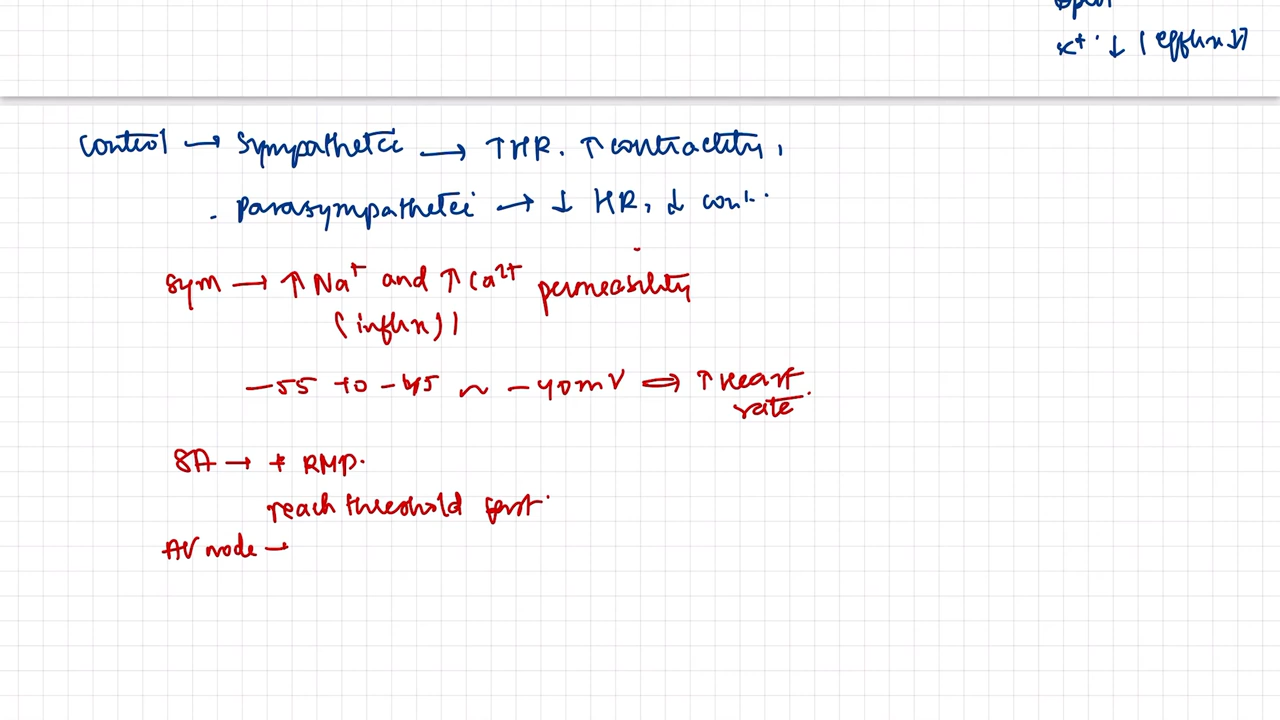 K+ ↓ (efflux ↓)
control → sympathetic → ↑HR. ↑contractility,
. parasympathetic → ↓ HR, ↓ cont.
sym → ↑ Na+ and ↑ Ca2+ permeability
(influx)
-55 to -45 ~ -40mV ⇒ ↑ Heart
rate.
SA → + RMP.
reach threshold first.
AV node →